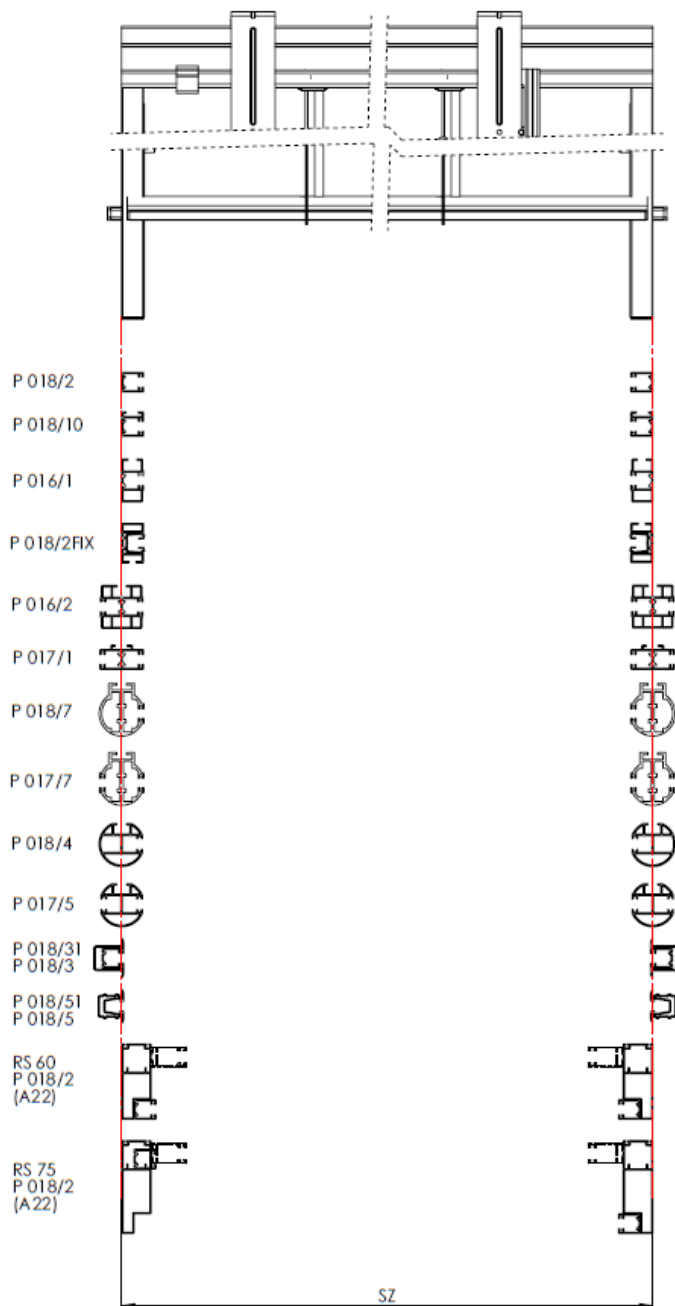 P 018/2
P 018/10
P 016/1
P 018/2FIX
P 016/2
P 017/1
P 018/7
P 017/7
P 018/4
P 017/5
P 018/31
P 018/3
P 018/51
P 018/5
RS 60
P 018/2
(A22)
RS 75
P 018/2
(A22)
SZ